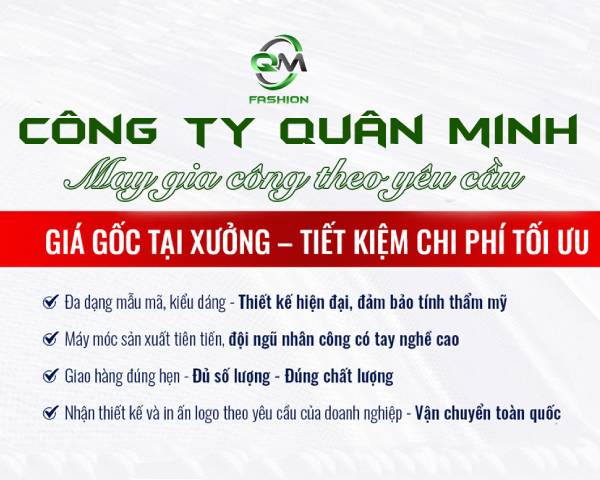 QM
FASHION
CÔNG TY QUÂN MINH
May gia công theo yêu cầu
GIÁ GỐC TẠI XƯỞNG – TIẾT KIỆM CHI PHÍ TỐI ƯU
Đa dạng mẫu mã, kiểu dáng - Thiết kế hiện đại, đảm bảo tính thẩm mỹ
Máy móc sản xuất tiên tiến, đội ngũ nhân công có tay nghề cao
Giao hàng đúng hẹn - Đủ số lượng - Đúng chất lượng
Nhận thiết kế và in ấn logo theo yêu cầu của doanh nghiệp - Vận chuyển toàn quốc